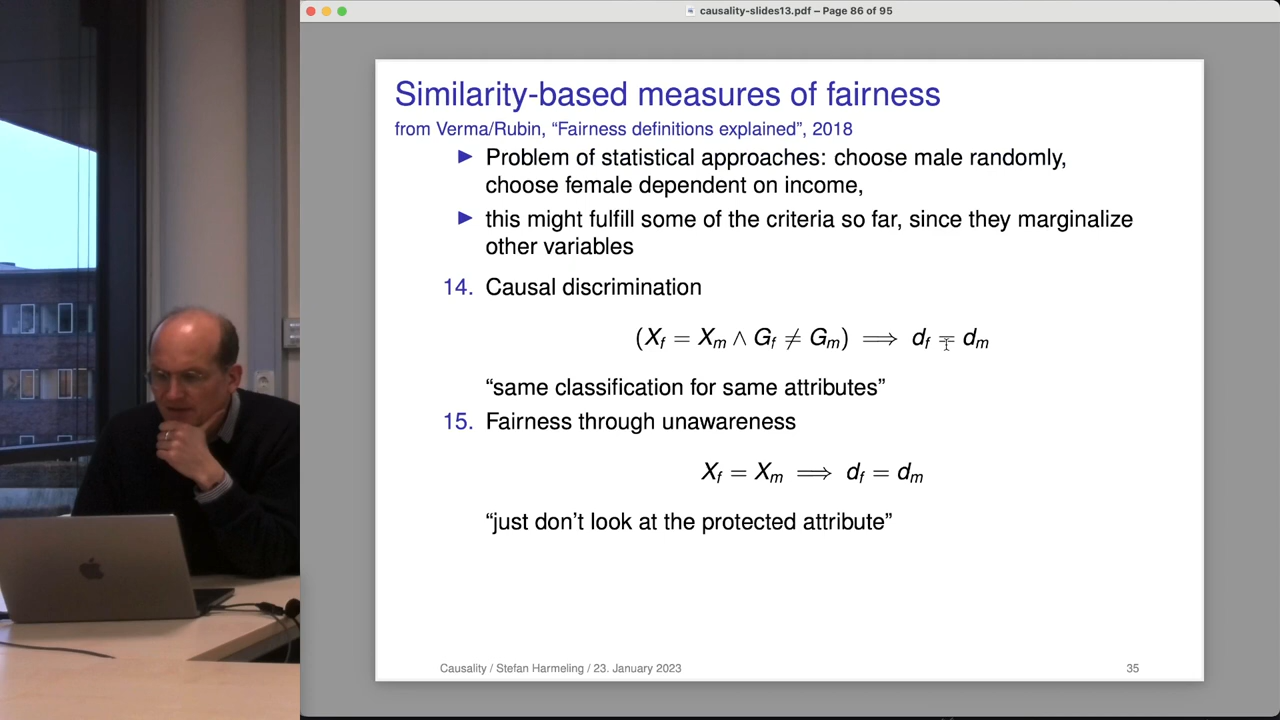 causality-slides13.pdf – Page 86 of 95
Similarity-based measures of fairness
from Verma/Rubin, “Fairness definitions explained”, 2018
▶ Problem of statistical approaches: choose male randomly,
choose female dependent on income,
▶ this might fulfill some of the criteria so far, since they marginalize
other variables
14. Causal discrimination
(X_f = X_m ∧ G_f ≠ G_m) ⟹ d_f = d_m
“same classification for same attributes”
15. Fairness through unawareness
X_f = X_m ⟹ d_f = d_m
“just don’t look at the protected attribute”
Causality / Stefan Harmeling / 23. January 2023
35